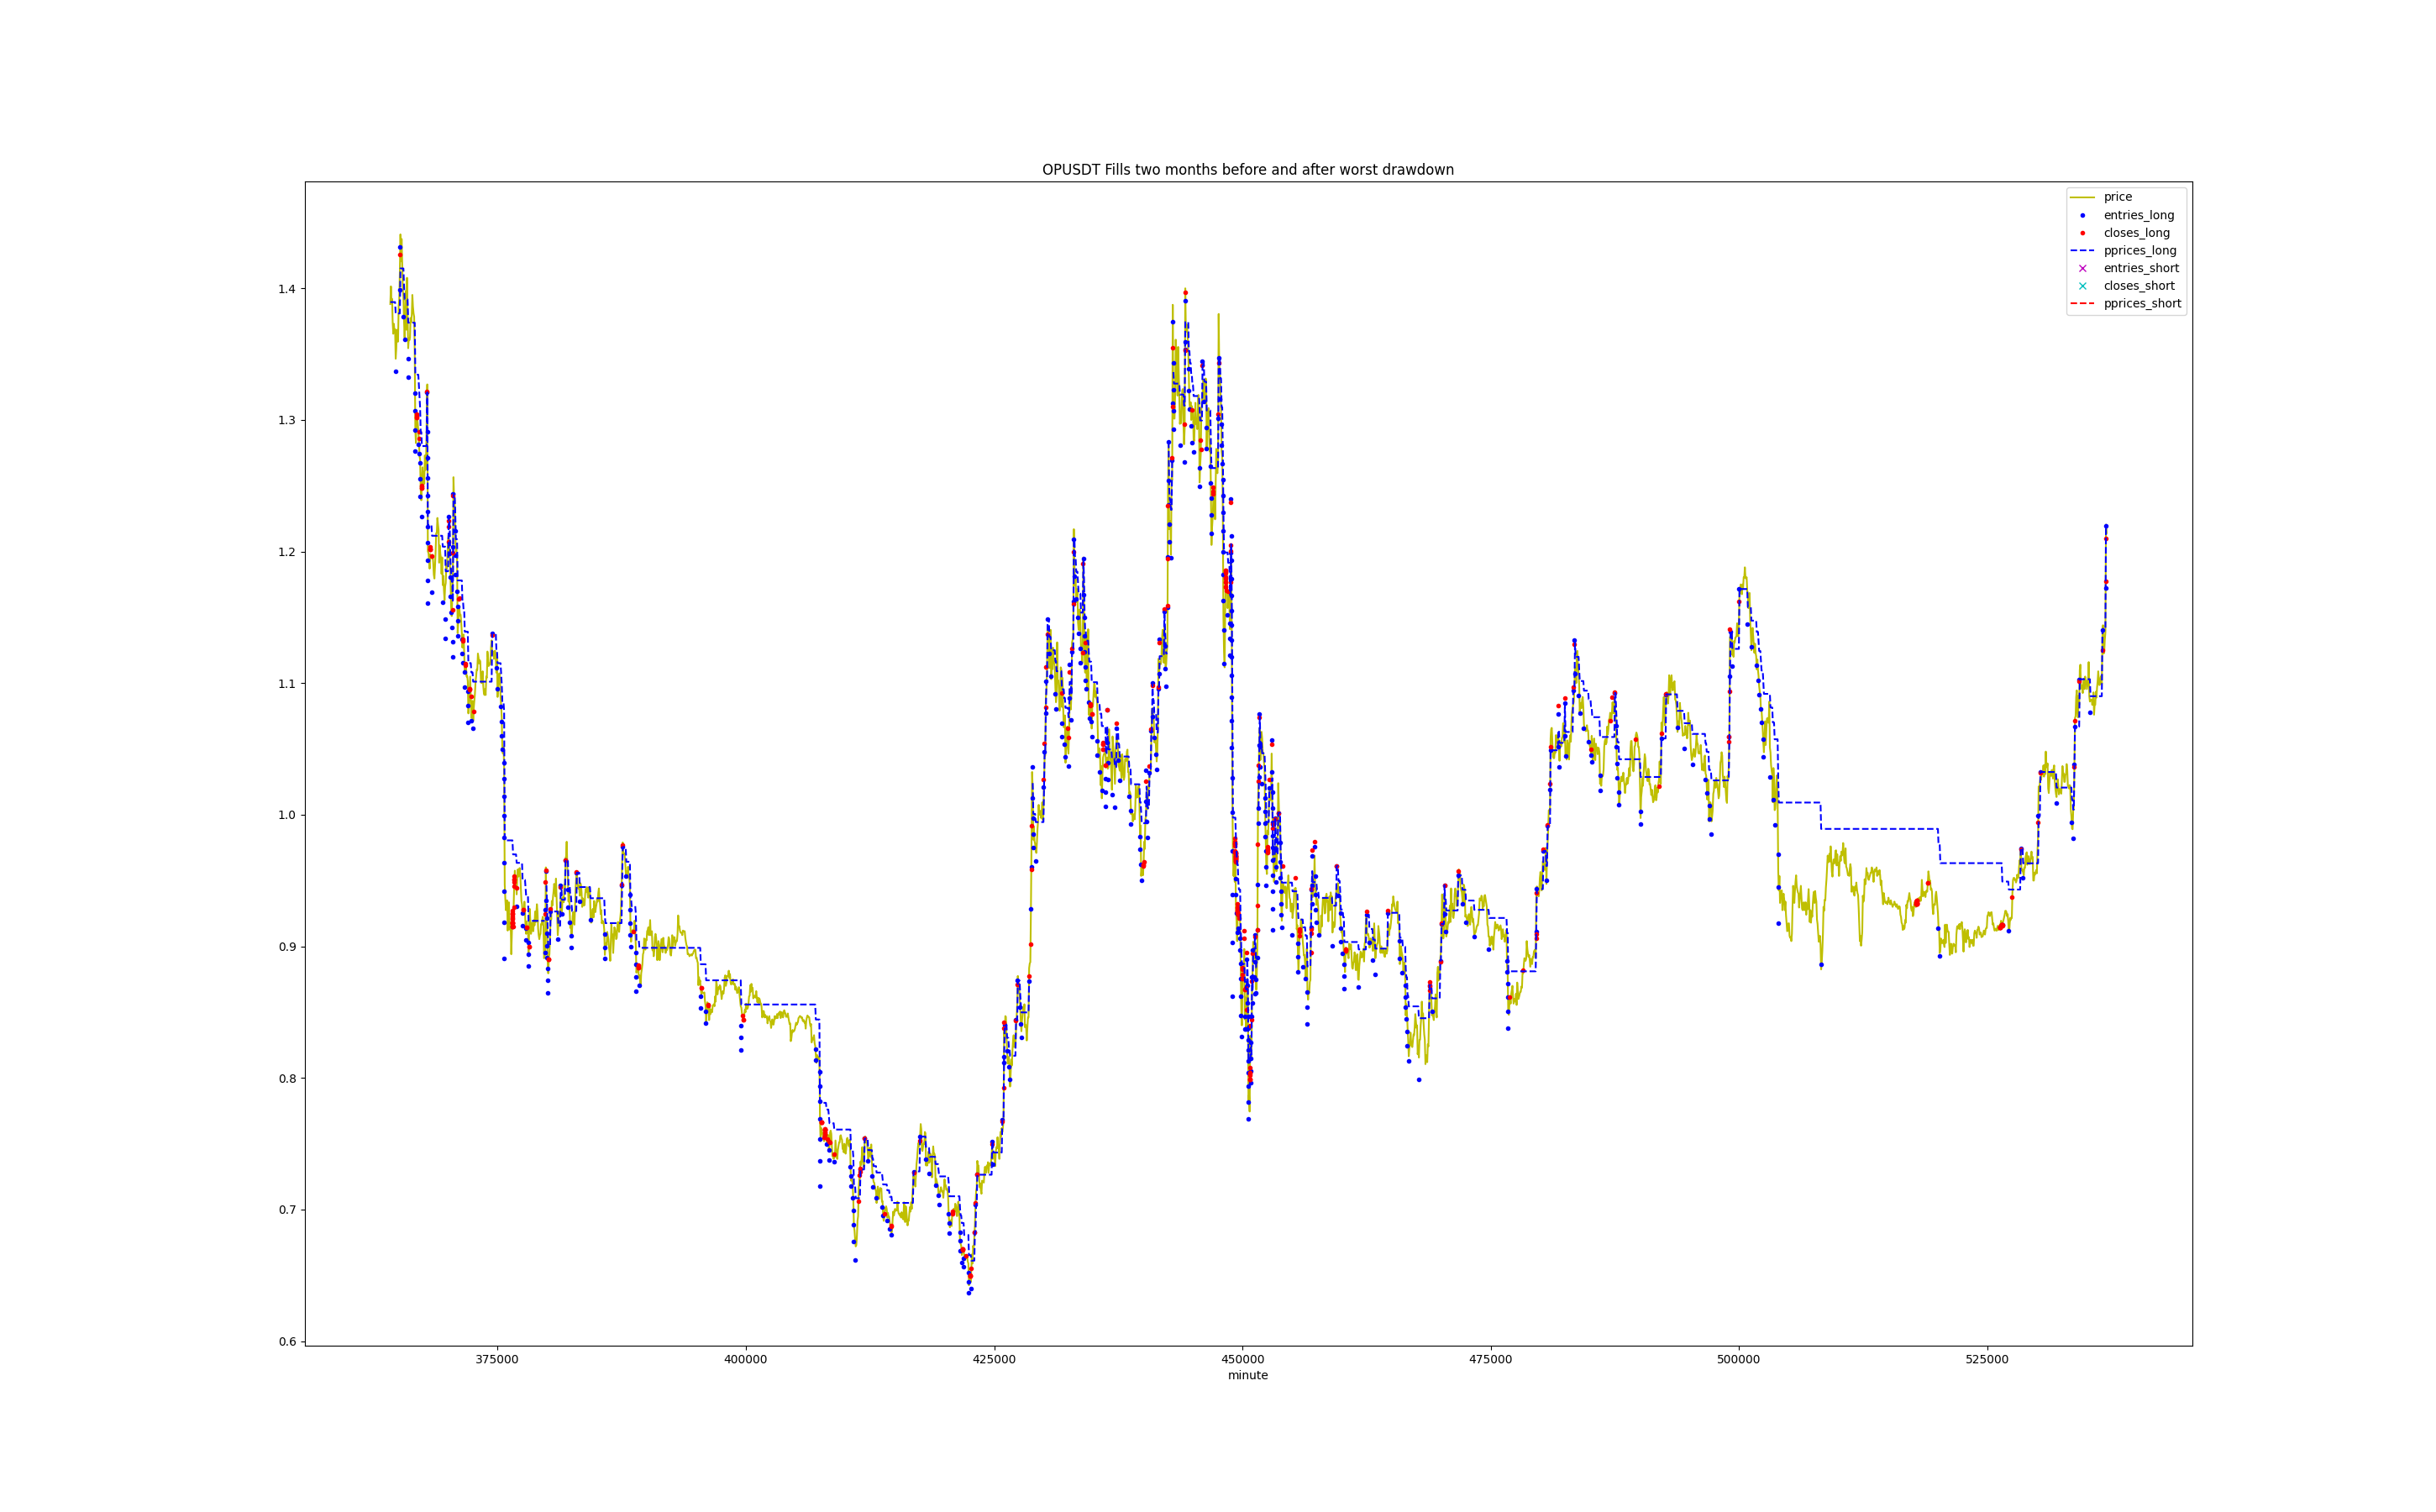 OPUSDT Fills two months before and after worst drawdown
price
entries_long
closes_long
pprices_long
entries_short
closes_short
pprices_short
1.4
1.3
1.2
1.1
1.0
0.9
0.8
0.7
0.6
375000 400000 425000 450000 475000 500000 525000
minute